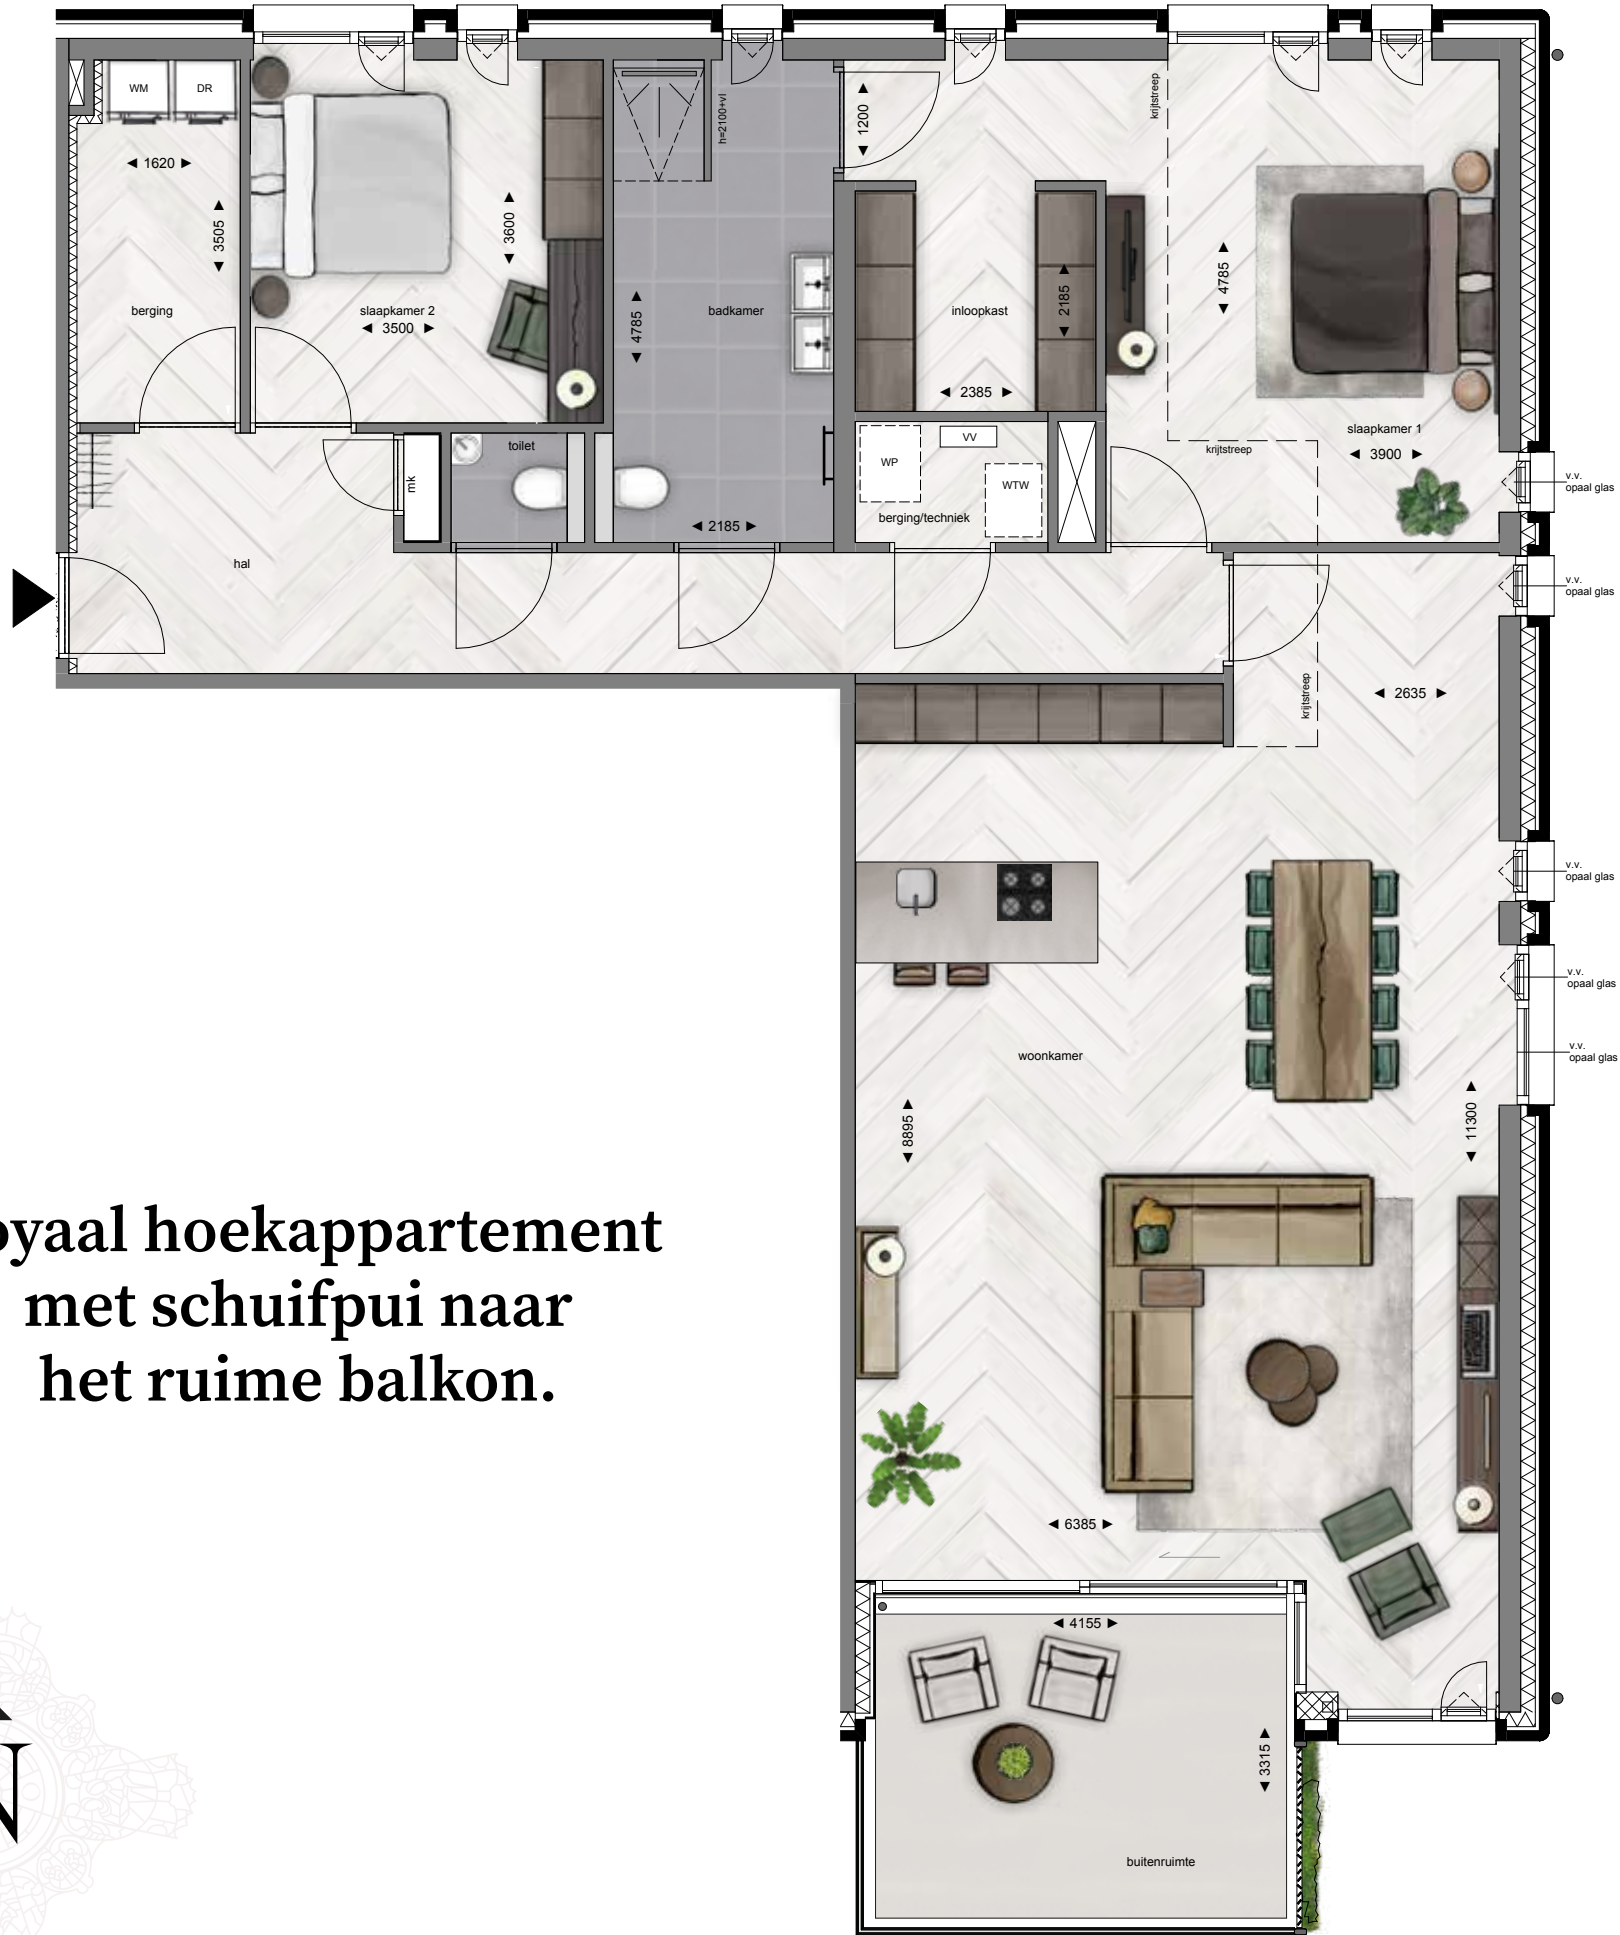 WM
DR
◄ 1620 ►
◄ 3505 ►
berging
slaapkamer 2
◄ 3500 ►
◄ 3600 ►
h=2100+vl
◄ 4785 ►
badkamer
◄ 2185 ►
◄ 1200 ►
inloopkast
◄ 2185 ►
◄ 2385 ►
krijtstreep
◄ 4785 ►
slaapkamer 1
◄ 3900 ►
krijtstreep
toilet
mk
WP
VV
WTW
berging/techniek
hal
v.v.
opaal glas
v.v.
opaal glas
krijtstreep
◄ 2635 ►
v.v.
opaal glas
v.v.
opaal glas
v.v.
opaal glas
woonkamer
◄ 8895 ►
◄ 11300 ►
oyaal hoekappartement
met schuifpui naar
het ruime balkon.
◄ 6385 ►
◄ 4155 ►
◄ 3315 ►
buitenruimte
N